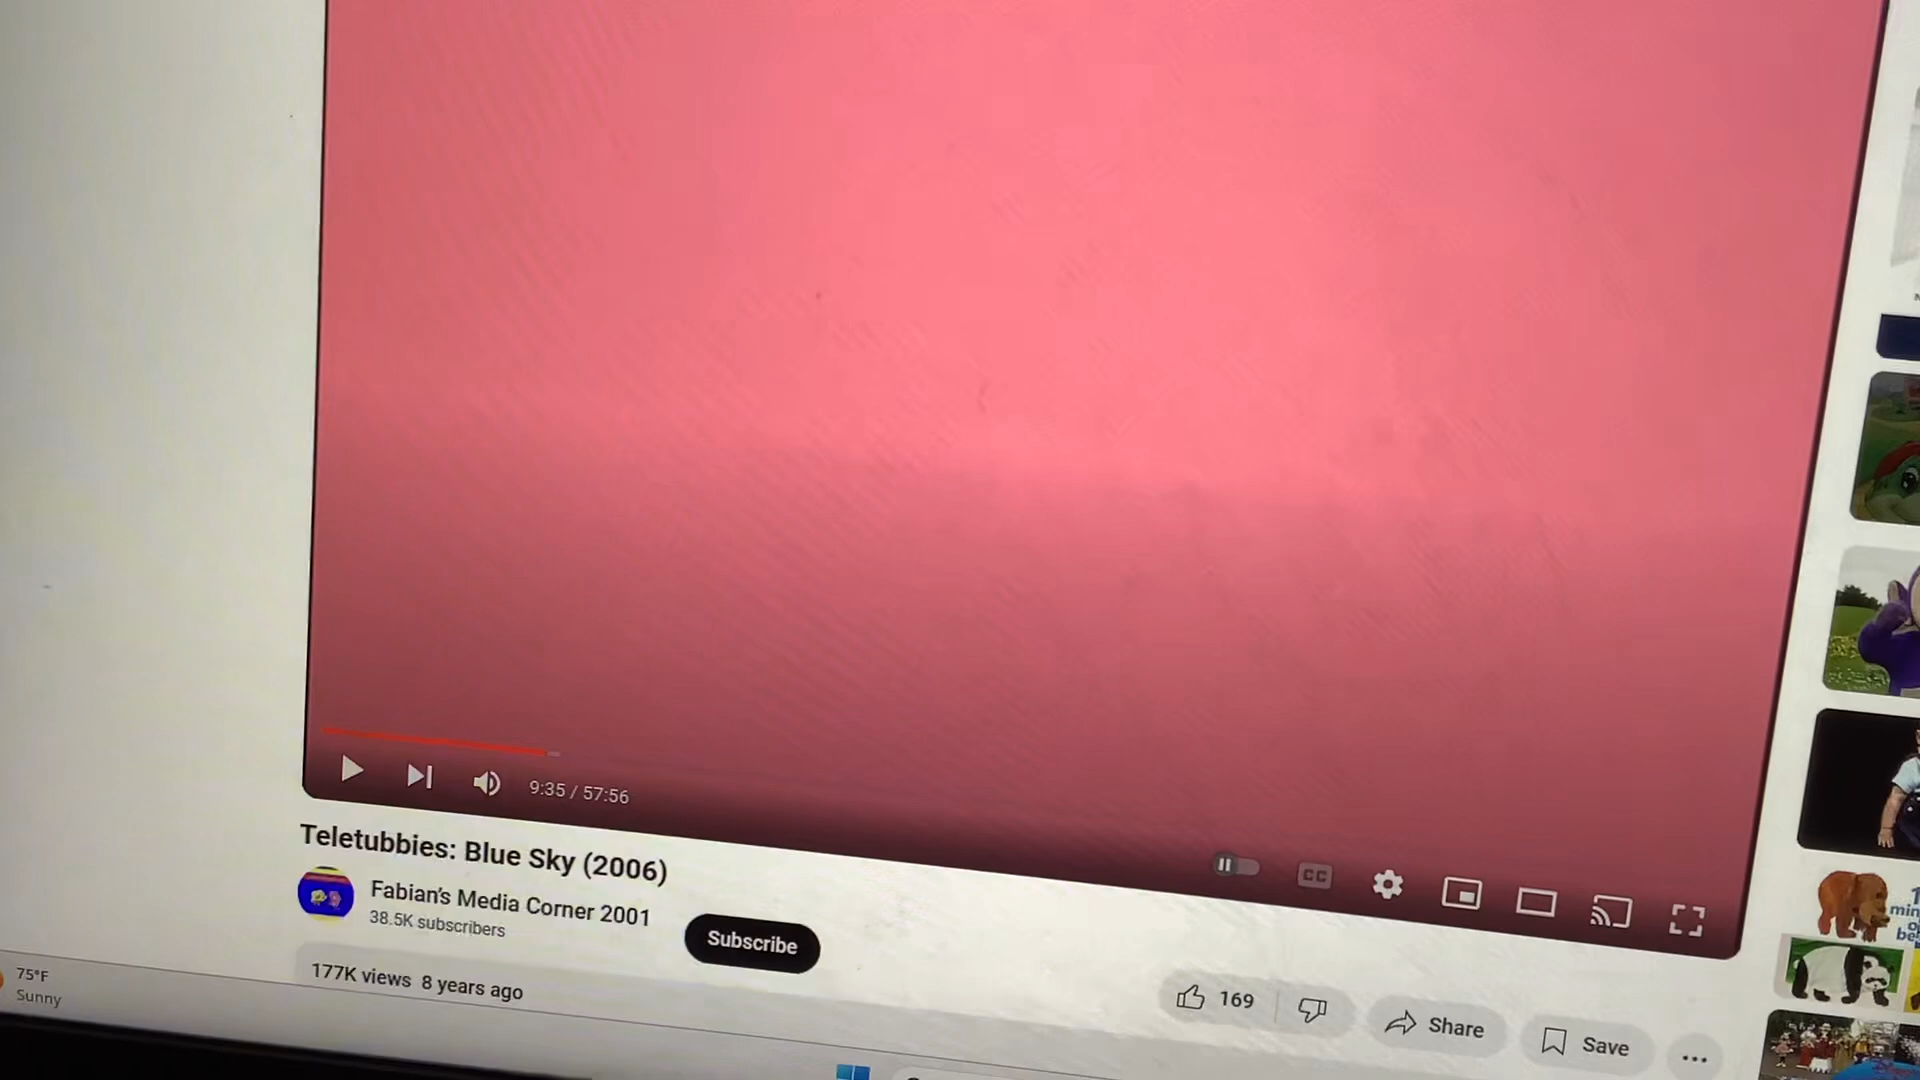 9:35 / 57:56
CC
Teletubbies: Blue Sky (2006)
Fabian's Media Corner 2001
38.5K subscribers
Subscribe
177K views 8 years ago
169
Share
Save
75°F
Sunny